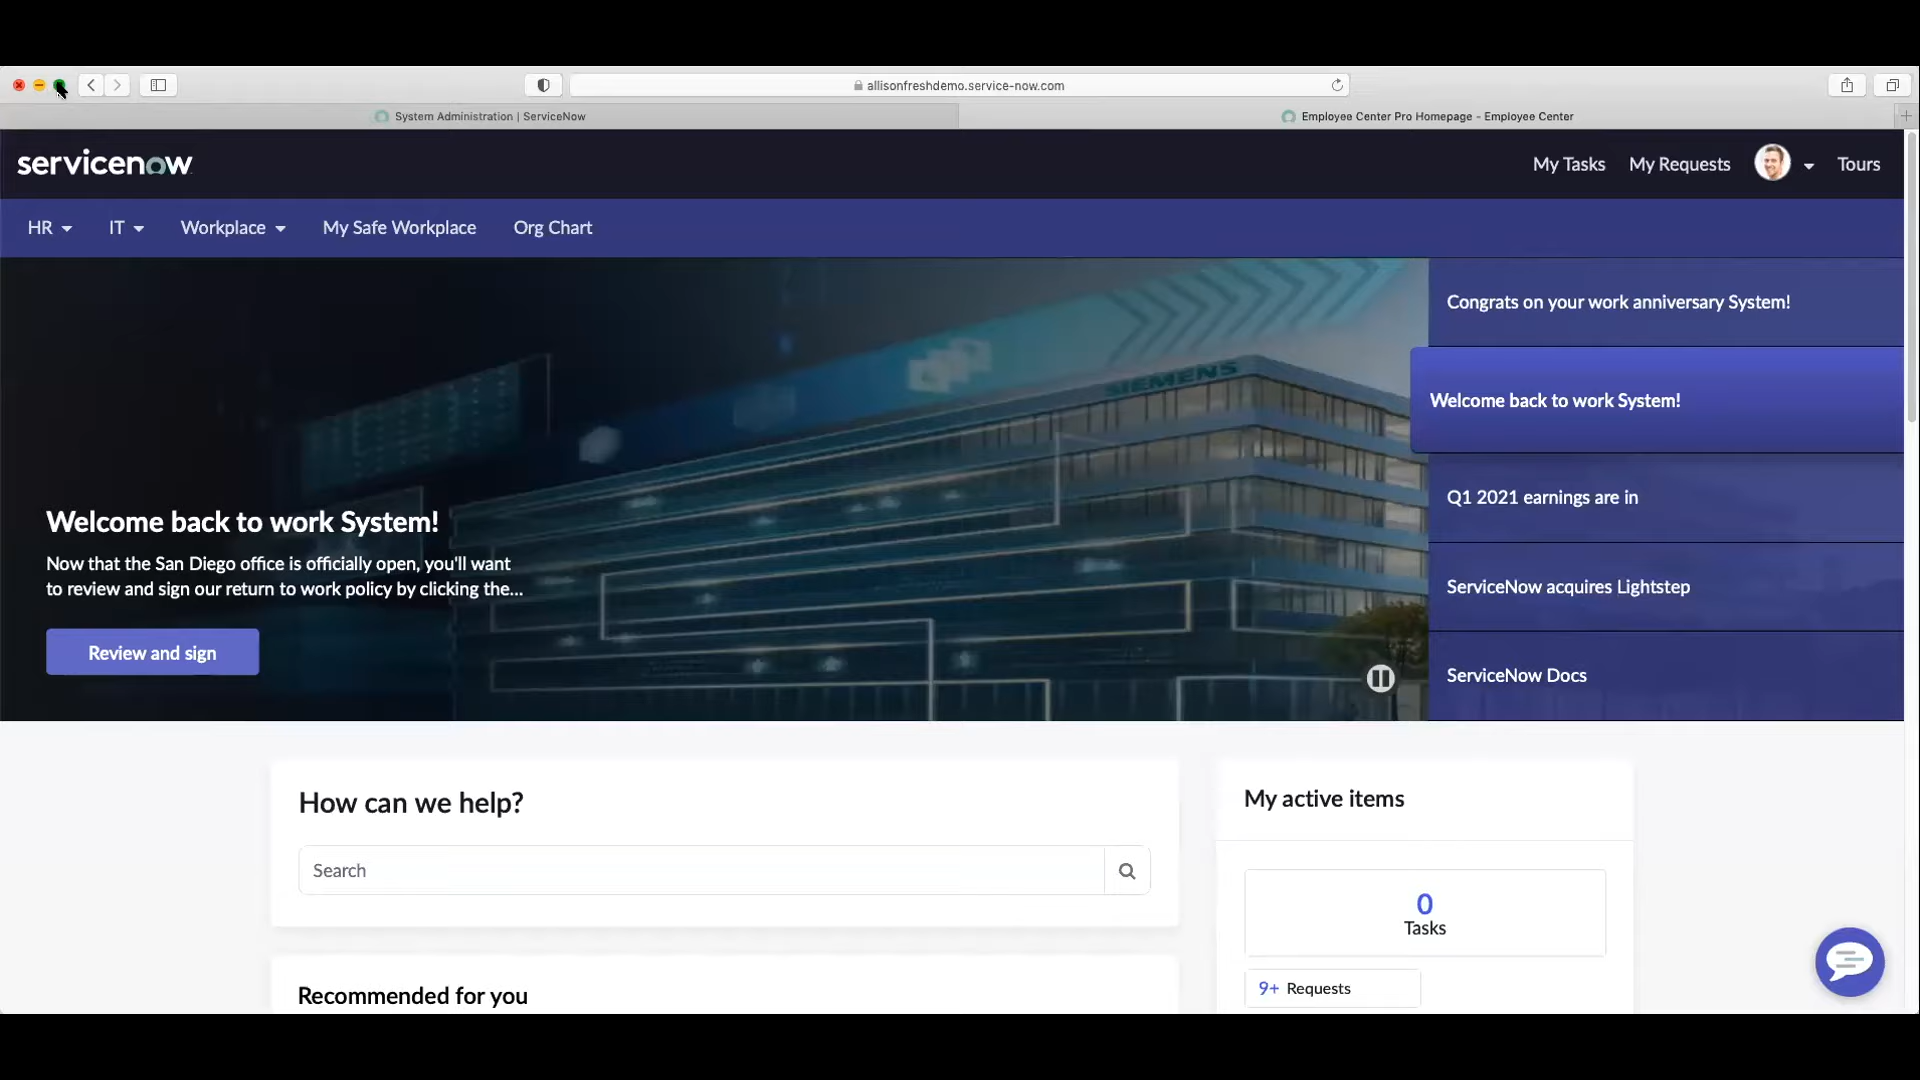 allisonfreshdemo.service-now.com
System Administration | ServiceNow
Employee Center Pro Homepage - Employee Center
servicenow
My Tasks
My Requests
Tours
HR
IT
Workplace
My Safe Workplace
Org Chart
SIEMENS
Congrats on your work anniversary System!
Welcome back to work System!
Q1 2021 earnings are in
ServiceNow acquires Lightstep
ServiceNow Docs
Welcome back to work System!
Now that the San Diego office is officially open, you'll want
to review and sign our return to work policy by clicking the...
Review and sign
How can we help?
Search
My active items
0
Tasks
9+ Requests
Recommended for you